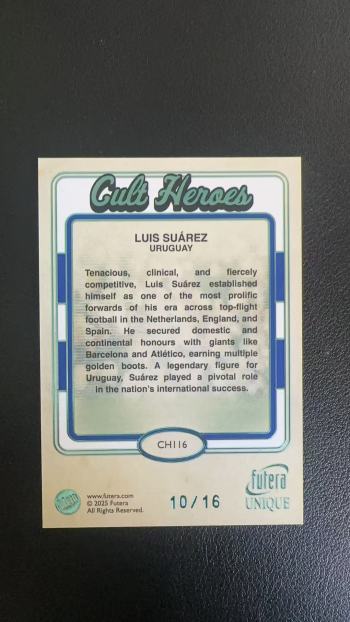 Cult Heroes
LUIS SUÁREZ
URUGUAY
Tenacious, clinical, and fiercely
competitive, Luis Suárez established
himself as one of the most prolific
forwards of his era across top-flight
football in the Netherlands, England, and
Spain. He secured domestic and
continental honours with giants like
Barcelona and Atlético, earning multiple
golden boots. A legendary figure for
Uruguay, Suárez played a pivotal role
in the nation's international success.
CH116
www.futera.com
© 2025 Futera
All Rights Reserved.
10/16
futera
UNIQUE